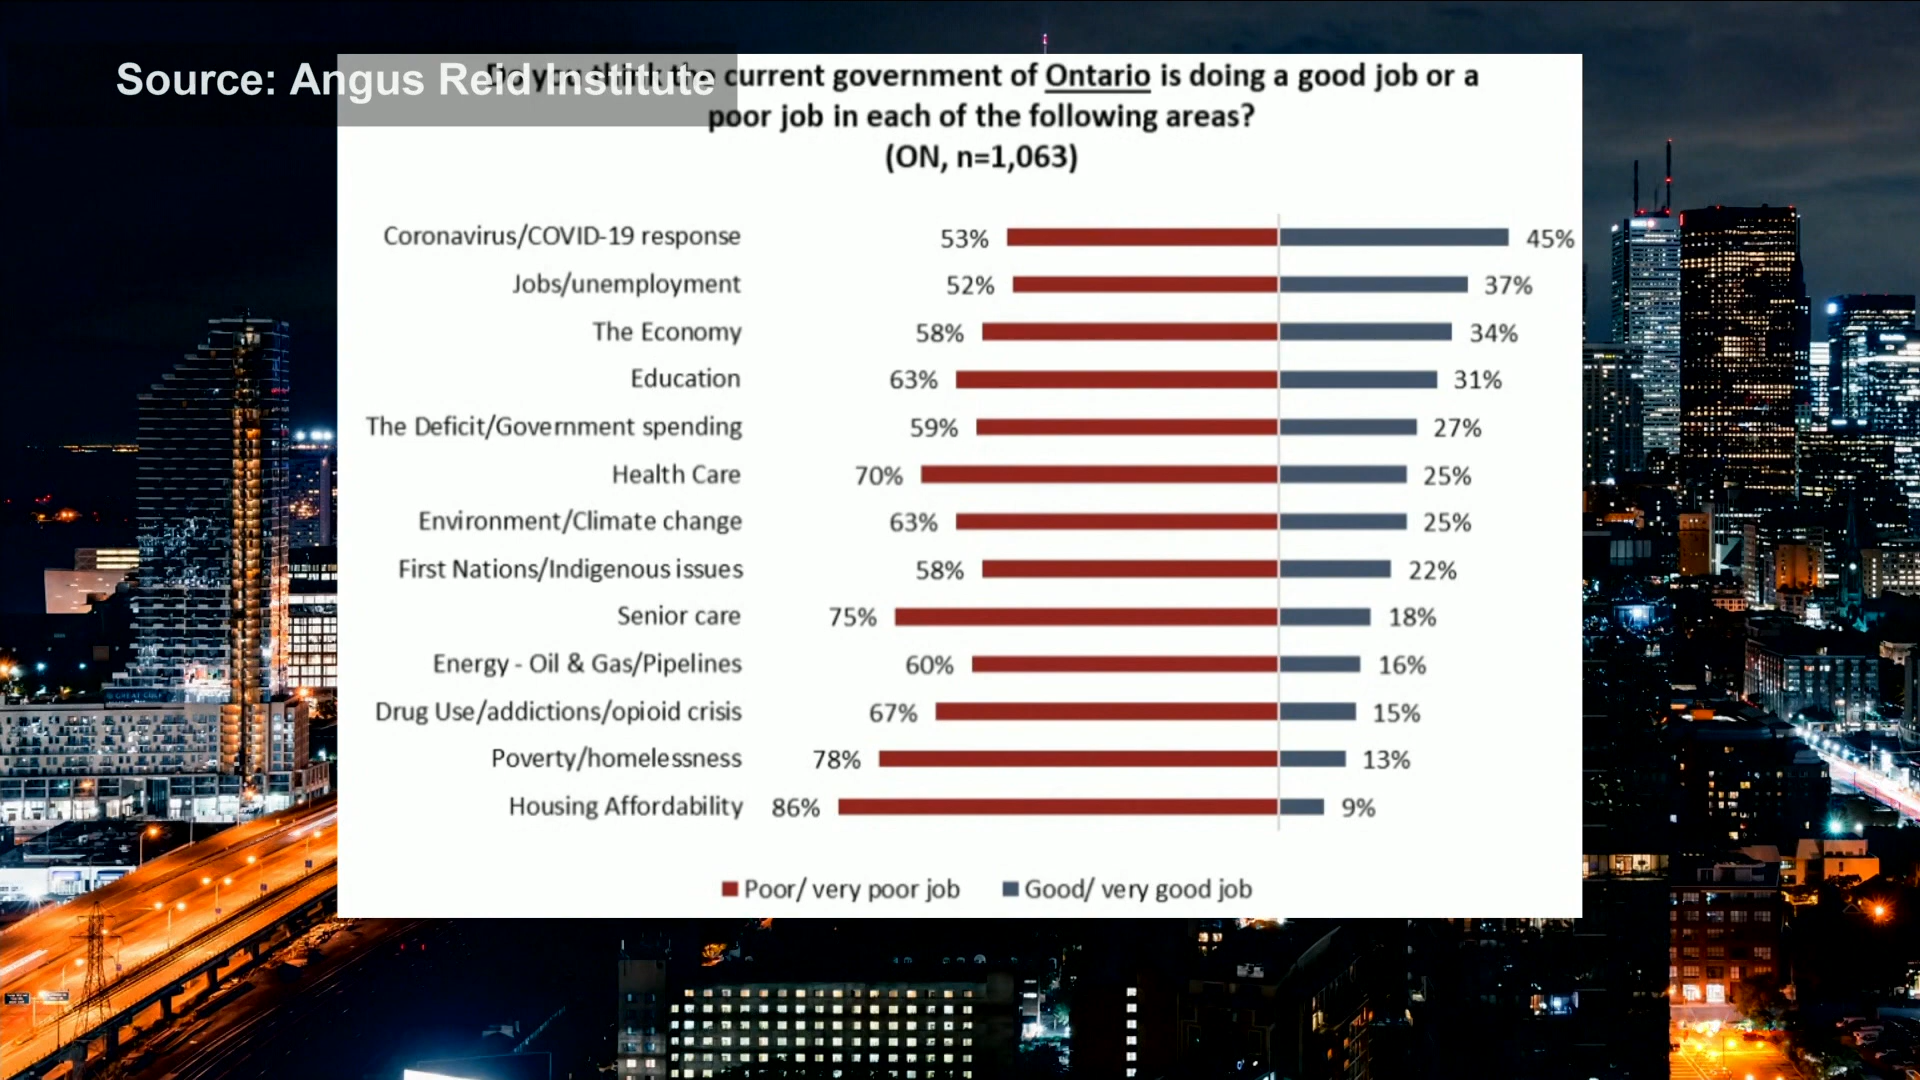 Source: Angus Reid Institute
Do you think the current government of Ontario is doing a good job or a
poor job in each of the following areas?
(ON, n=1,063)
Coronavirus/COVID-19 response 53% 45%
Jobs/unemployment 52% 37%
The Economy 58% 34%
Education 63% 31%
The Deficit/Government spending 59% 27%
Health Care 70% 25%
Environment/Climate change 63% 25%
First Nations/Indigenous issues 58% 22%
Senior care 75% 18%
Energy - Oil & Gas/Pipelines 60% 16%
Drug Use/addictions/opioid crisis 67% 15%
Poverty/homelessness 78% 13%
Housing Affordability 86% 9%
Poor/ very poor job Good/ very good job